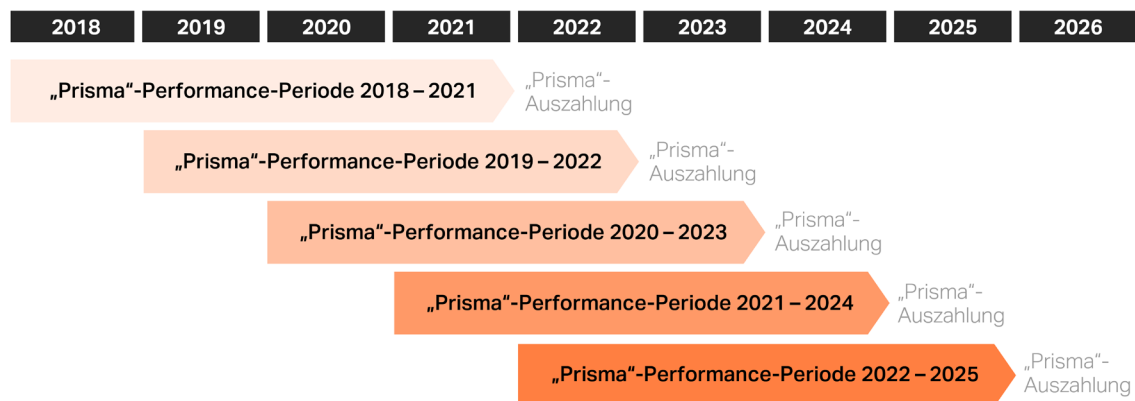 2018 2019 2020 2021 2022 2023 2024 2025 2026
„Prisma“-Performance-Periode 2018 – 2021
„Prisma“-
Auszahlung
„Prisma“-Performance-Periode 2019 – 2022
„Prisma“-
Auszahlung
„Prisma“-Performance-Periode 2020 – 2023
„Prisma“-
Auszahlung
„Prisma“-Performance-Periode 2021 – 2024
„Prisma“-
Auszahlung
„Prisma“-Performance-Periode 2022 – 2025
„Prisma“-
Auszahlung